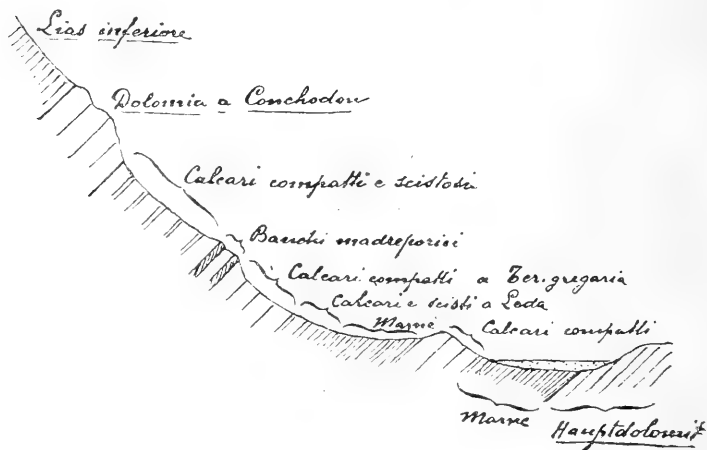 Lias inferiore
Dolomia a Conchodon
Calcari compatti e scistosi
Banchi madreporici
Calcari compatti a Ter. gregaria
Calcari e scisti a Leda
Marne
Calcari compatti
Marne
Hauptdolomit